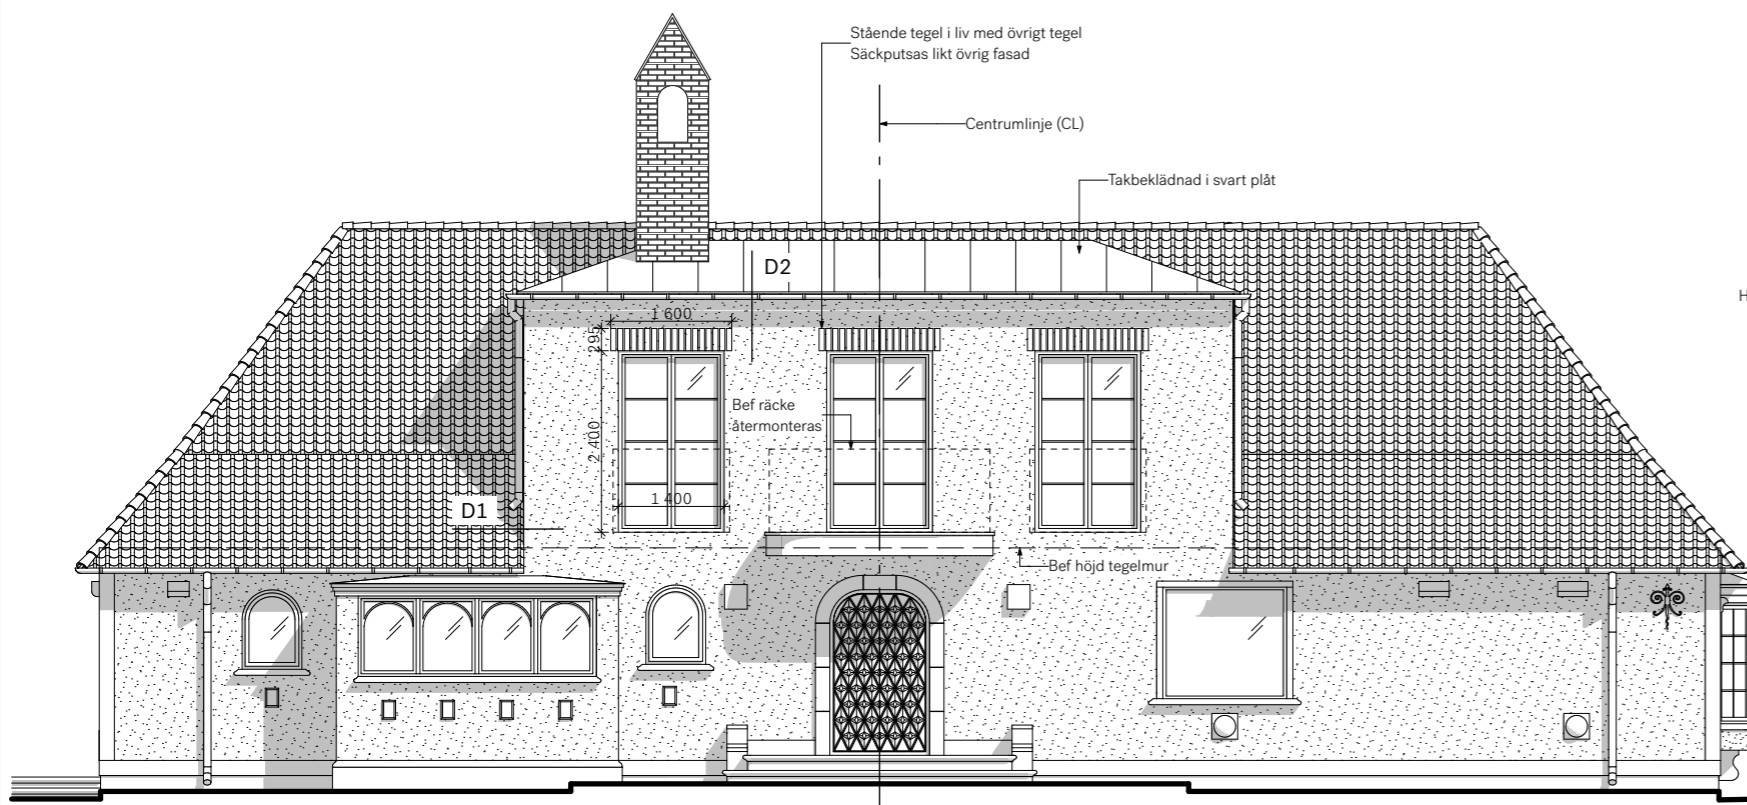 Stående tegel i liv med övrigt tegel
Säckputsas likt övrig fasad
Centrumlinje (CL)
Takbeklädnad i svart plåt
D2
H
1 600
295
Bef räcke
återmonteras
2 400
1 400
D1
Bef höjd tegelmur